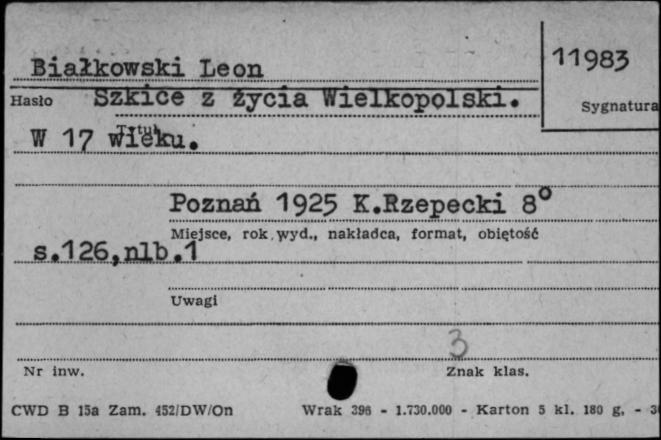 Białkowski Leon
11983
Hasło Szkice z życia Wielkopolski.
Sygnatura
Tytuł
W 17 wieku.
Poznań 1925 K.Rzepecki 8°
Miejsce, rok wyd., nakładca, format, objętość
s.126,nlb.1
Uwagi
3
Nr inw. Znak klas.
CWD B 15a Zam. 452/DW/On Wrak 396 - 1.730.000 - Karton 5 kl. 180 g. -